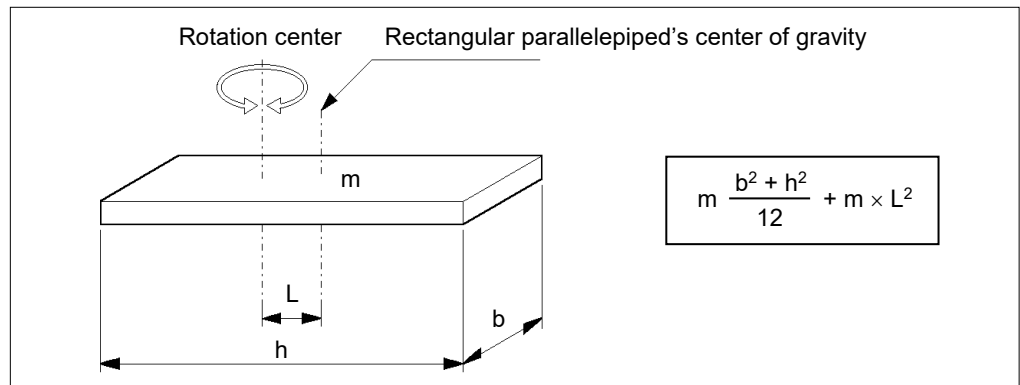 Rotation center
Rectangular parallelepiped’s center of gravity
m
m (b² + h²)/12 + m × L²
L
b
h